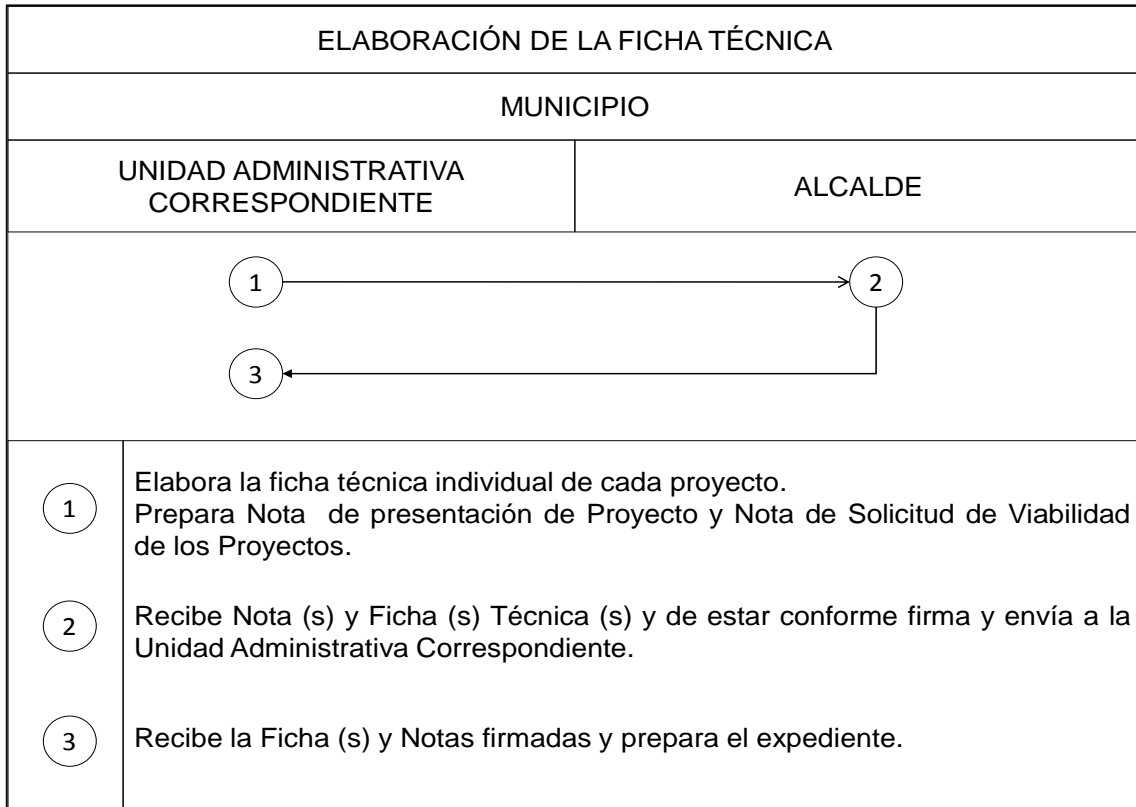 ELABORACIÓN DE LA FICHA TÉCNICA
MUNICIPIO
UNIDAD ADMINISTRATIVA
CORRESPONDIENTE
ALCALDE
1
2
3
1
Elabora la ficha técnica individual de cada proyecto.
Prepara Nota de presentación de Proyecto y Nota de Solicitud de Viabilidad
de los Proyectos.
2
Recibe Nota (s) y Ficha (s) Técnica (s) y de estar conforme firma y envía a la
Unidad Administrativa Correspondiente.
3
Recibe la Ficha (s) y Notas firmadas y prepara el expediente.